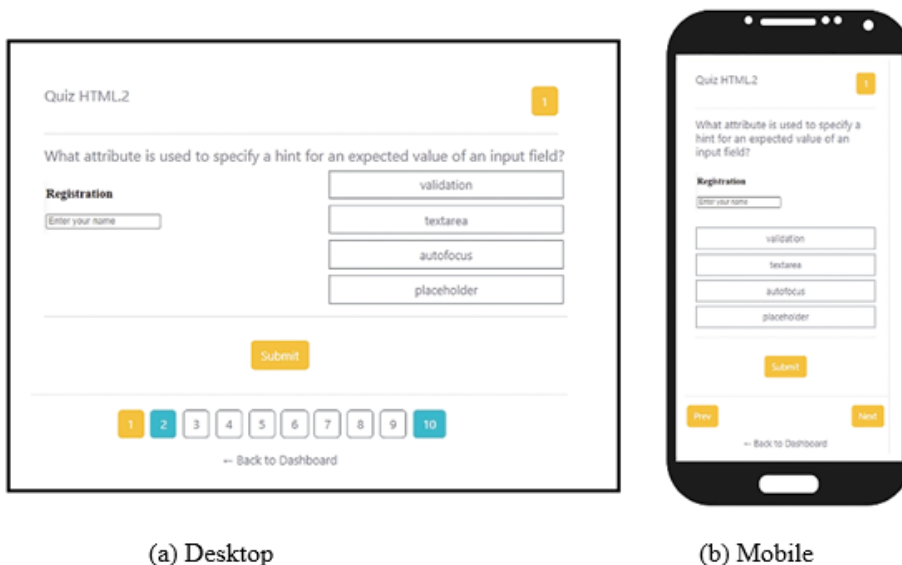 Quiz HTML.2
1
What attribute is used to specify a hint for an expected value of an input field?
Registration
Enter your name
validation
textarea
autofocus
placeholder
Submit
1 2 3 4 5 6 7 8 9 10
← Back to Dashboard
(a) Desktop
Quiz HTML.2
1
What attribute is used to specify a
hint for an expected value of an
input field?
Registration
Enter your name
validation
textarea
autofocus
placeholder
Submit
Prev Next
← Back to Dashboard
(b) Mobile